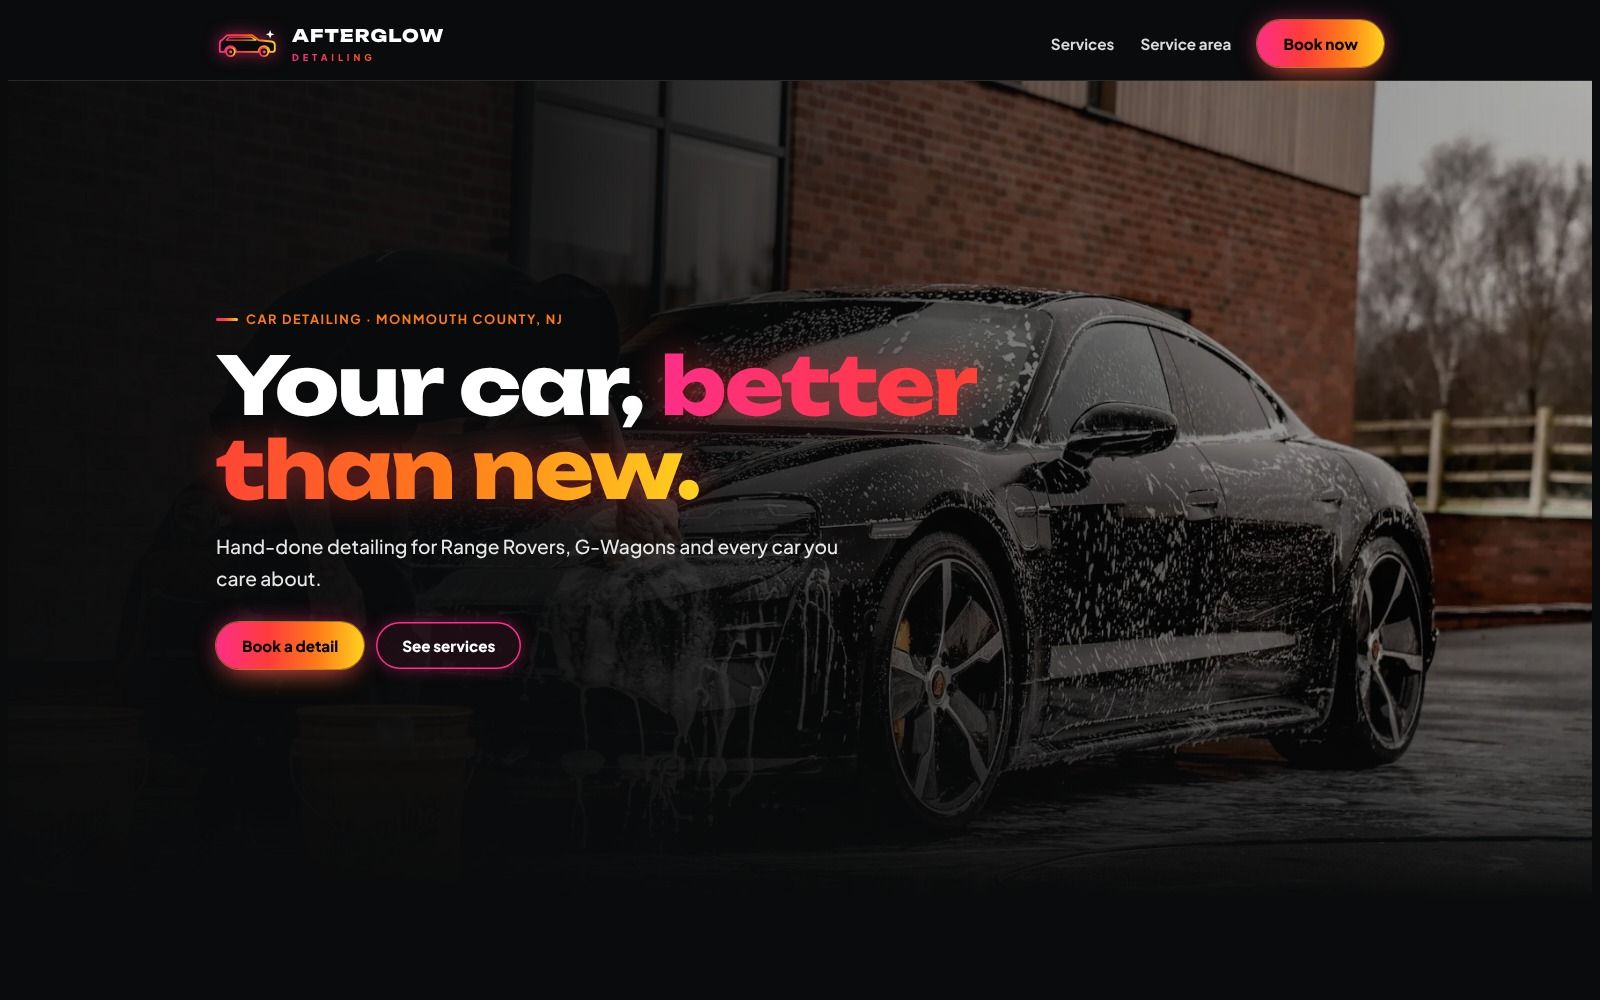 AFTERGLOW
DETAILING
Services
Service area
Book now
CAR DETAILING · MONMOUTH COUNTY, NJ
Your car, better
than new.
Hand-done detailing for Range Rovers, G-Wagons and every car you
care about.
Book a detail
See services